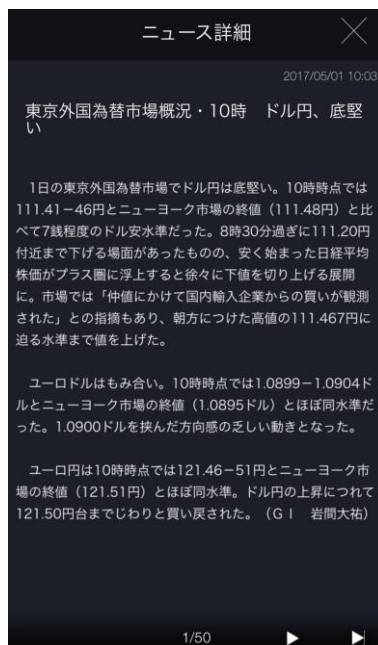 ニュース詳細
2017/05/01 10:03
東京外国為替市場概況・10時　ドル円、底堅
い
1日の東京外国為替市場でドル円は底堅い。10時時点では
111.41－46円とニューヨーク市場の終値（111.48円）と比
べて7銭程度のドル安水準だった。8時30分過ぎに111.20円
付近まで下げる場面があったものの、安く始まった日経平均
株価がプラス圏に浮上すると徐々に下値を切り上げる展開
に。市場では「仲値にかけて国内輸入企業からの買いが観測
された」との指摘もあり、朝方につけた高値の111.467円に
迫る水準まで値を上げた。
ユーロドルはもみ合い。10時時点では1.0899－1.0904ド
ルとニューヨーク市場の終値（1.0895ドル）とほぼ同水準だ
った。1.0900ドルを挟んだ方向感の乏しい動きとなった。
ユーロ円は10時時点では121.46－51円とニューヨーク市
場の終値（121.51円）とほぼ同水準。ドル円の上昇につれて
121.50円台までじわりと買い戻された。（ＧＩ　岩間大祐）
1/50